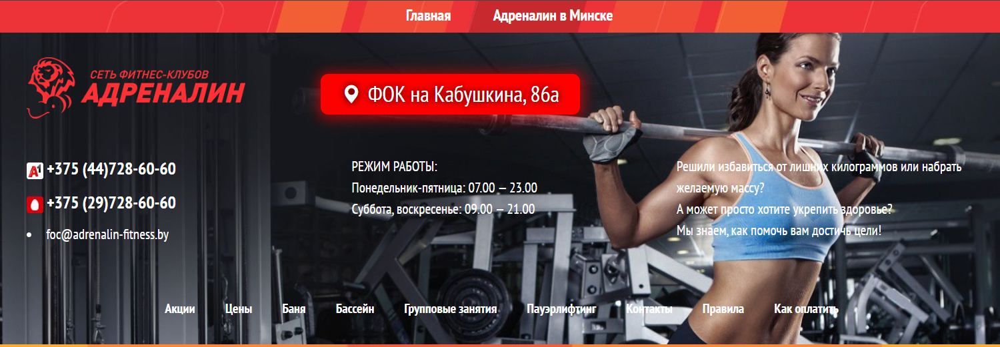 Главная Адреналин в Минске
СЕТЬ ФИТНЕС-КЛУБОВ
АДРЕНАЛИН
ФОК на Кабушкина, 86а
A1 +375 (44)728-60-60
+375 (29)728-60-60
foc@adrenalin-fitness.by
РЕЖИМ РАБОТЫ:
Понедельник-пятница: 07.00 — 23.00
Суббота, воскресенье: 09.00 — 21.00
Решили избавиться от лишних килограммов или набрать
желаемую массу?
А может просто хотите укрепить здоровье?
Мы знаем, как помочь вам достичь цели!
Акции Цены Баня Бассейн Групповые занятия Пауэрлифтинг Контакты Правила Как оплатить